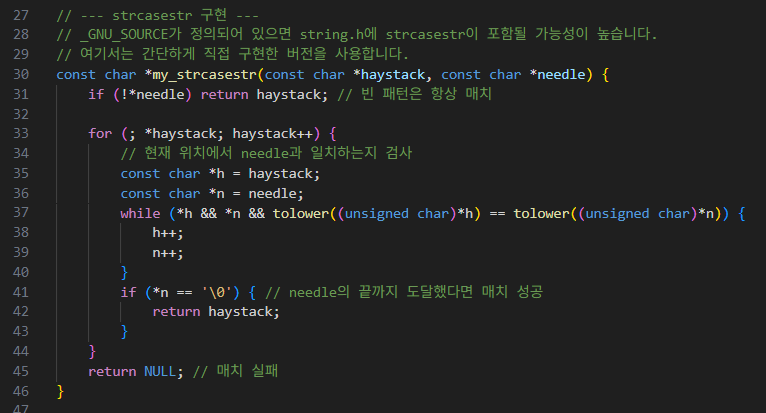 27 // --- strcasestr 구현 ---
28 // _GNU_SOURCE가 정의되어 있으면 string.h에 strcasestr이 포함될 가능성이 높습니다.
29 // 여기서는 간단하게 직접 구현한 버전을 사용합니다.
30 const char *my_strcasestr(const char *haystack, const char *needle) {
31     if (!*needle) return haystack; // 빈 패턴은 항상 매치
32
33     for (; *haystack; haystack++) {
34         // 현재 위치에서 needle과 일치하는지 검사
35         const char *h = haystack;
36         const char *n = needle;
37         while (*h && *n && tolower((unsigned char)*h) == tolower((unsigned char)*n)) {
38             h++;
39             n++;
40         }
41         if (*n == '\0') { // needle의 끝까지 도달했다면 매치 성공
42             return haystack;
43         }
44     }
45     return NULL; // 매치 실패
46 }
47